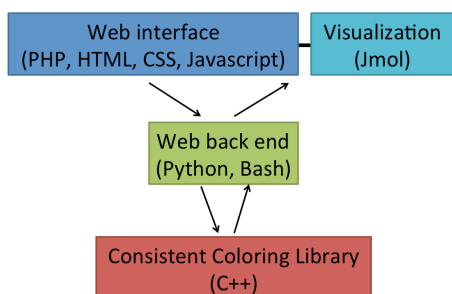 Web interface
(PHP, HTML, CSS, Javascript)
Visualization
(Jmol)
Web back end
(Python, Bash)
Consistent Coloring Library
(C++)